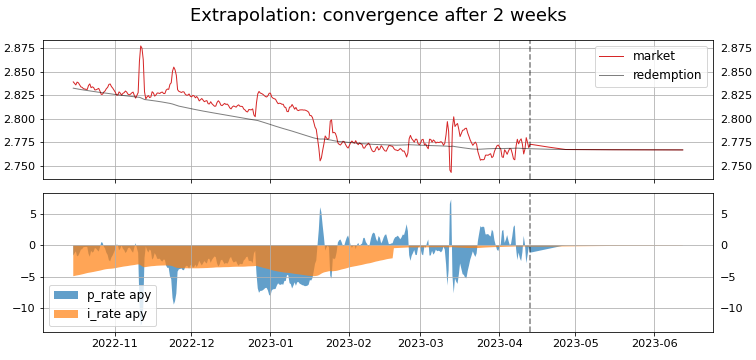 Extrapolation: convergence after 2 weeks
2.875 2.875
2.850 2.850
2.825 2.825
2.800 2.800
2.775 2.775
2.750 2.750
market
redemption
5 5
0 0
−5 −5
−10 −10
p_rate apy
i_rate apy
2022-11 2022-12 2023-01 2023-02 2023-03 2023-04 2023-05 2023-06